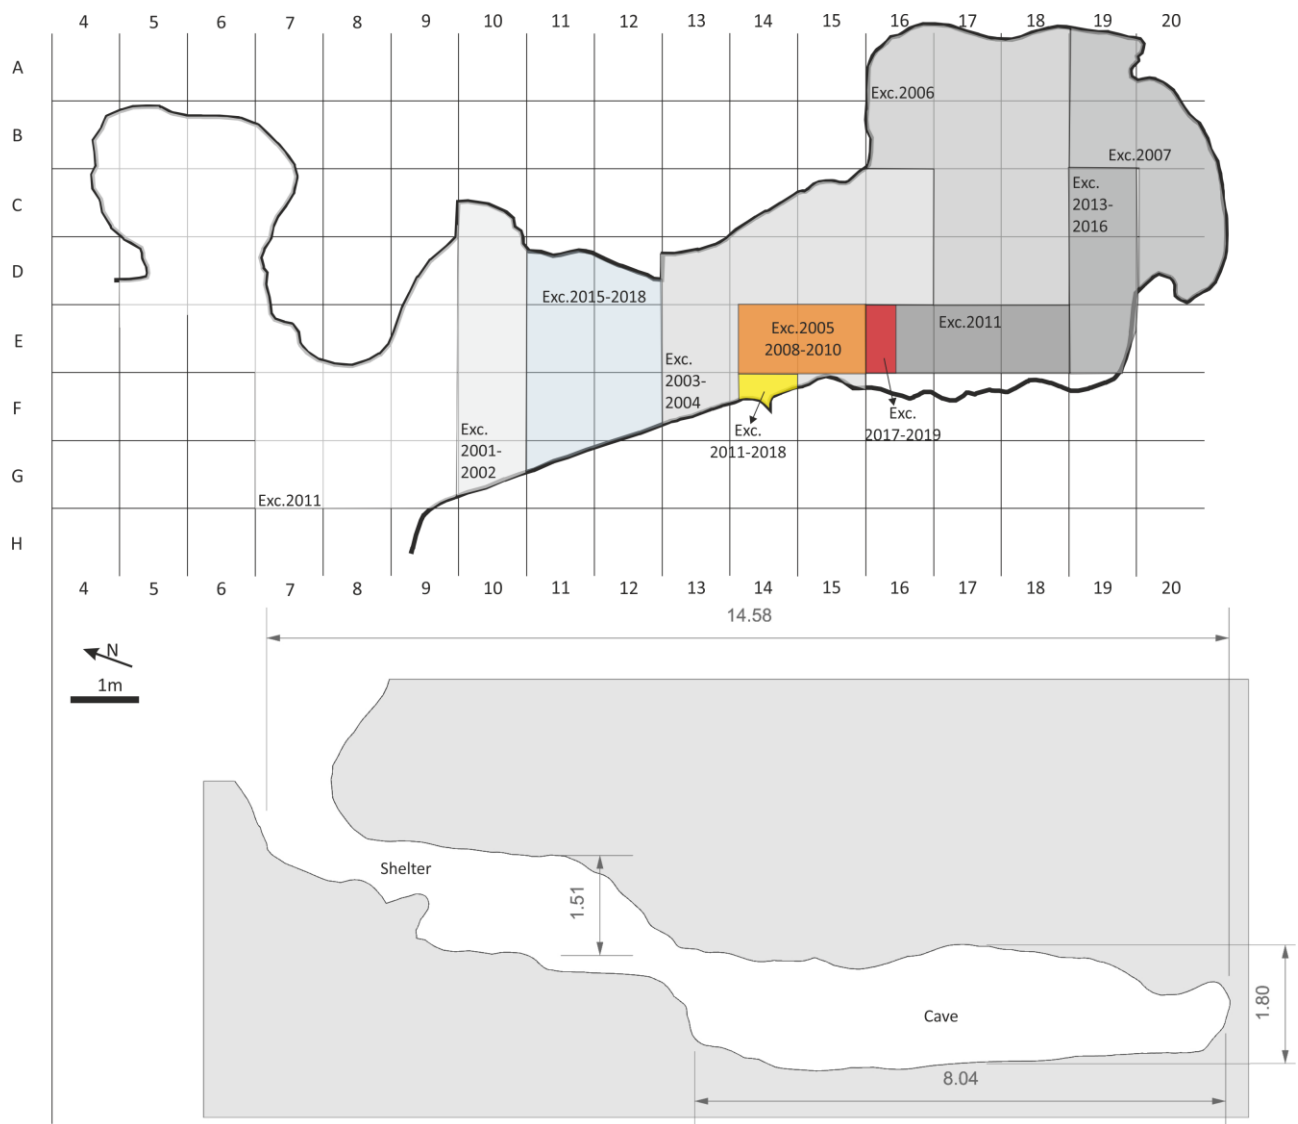 4 5 6 7 8 9 10 11 12 13 14 15 16 17 18 19 20
A
Exc.2006
B
Exc.2007
C
Exc.
2013-
2016
D
Exc.2015-2018
E
Exc.2005
2008-2010
Exc.2011
Exc.
2003-
2004
F
Exc.
2017-2019
Exc.
2011-2018
Exc.
2001-
2002
G
Exc.2011
H
4 5 6 7 8 9 10 11 12 13 14 15 16 17 18 19 20
14.58
N
1m
Shelter
1.51
Cave
1.80
8.04